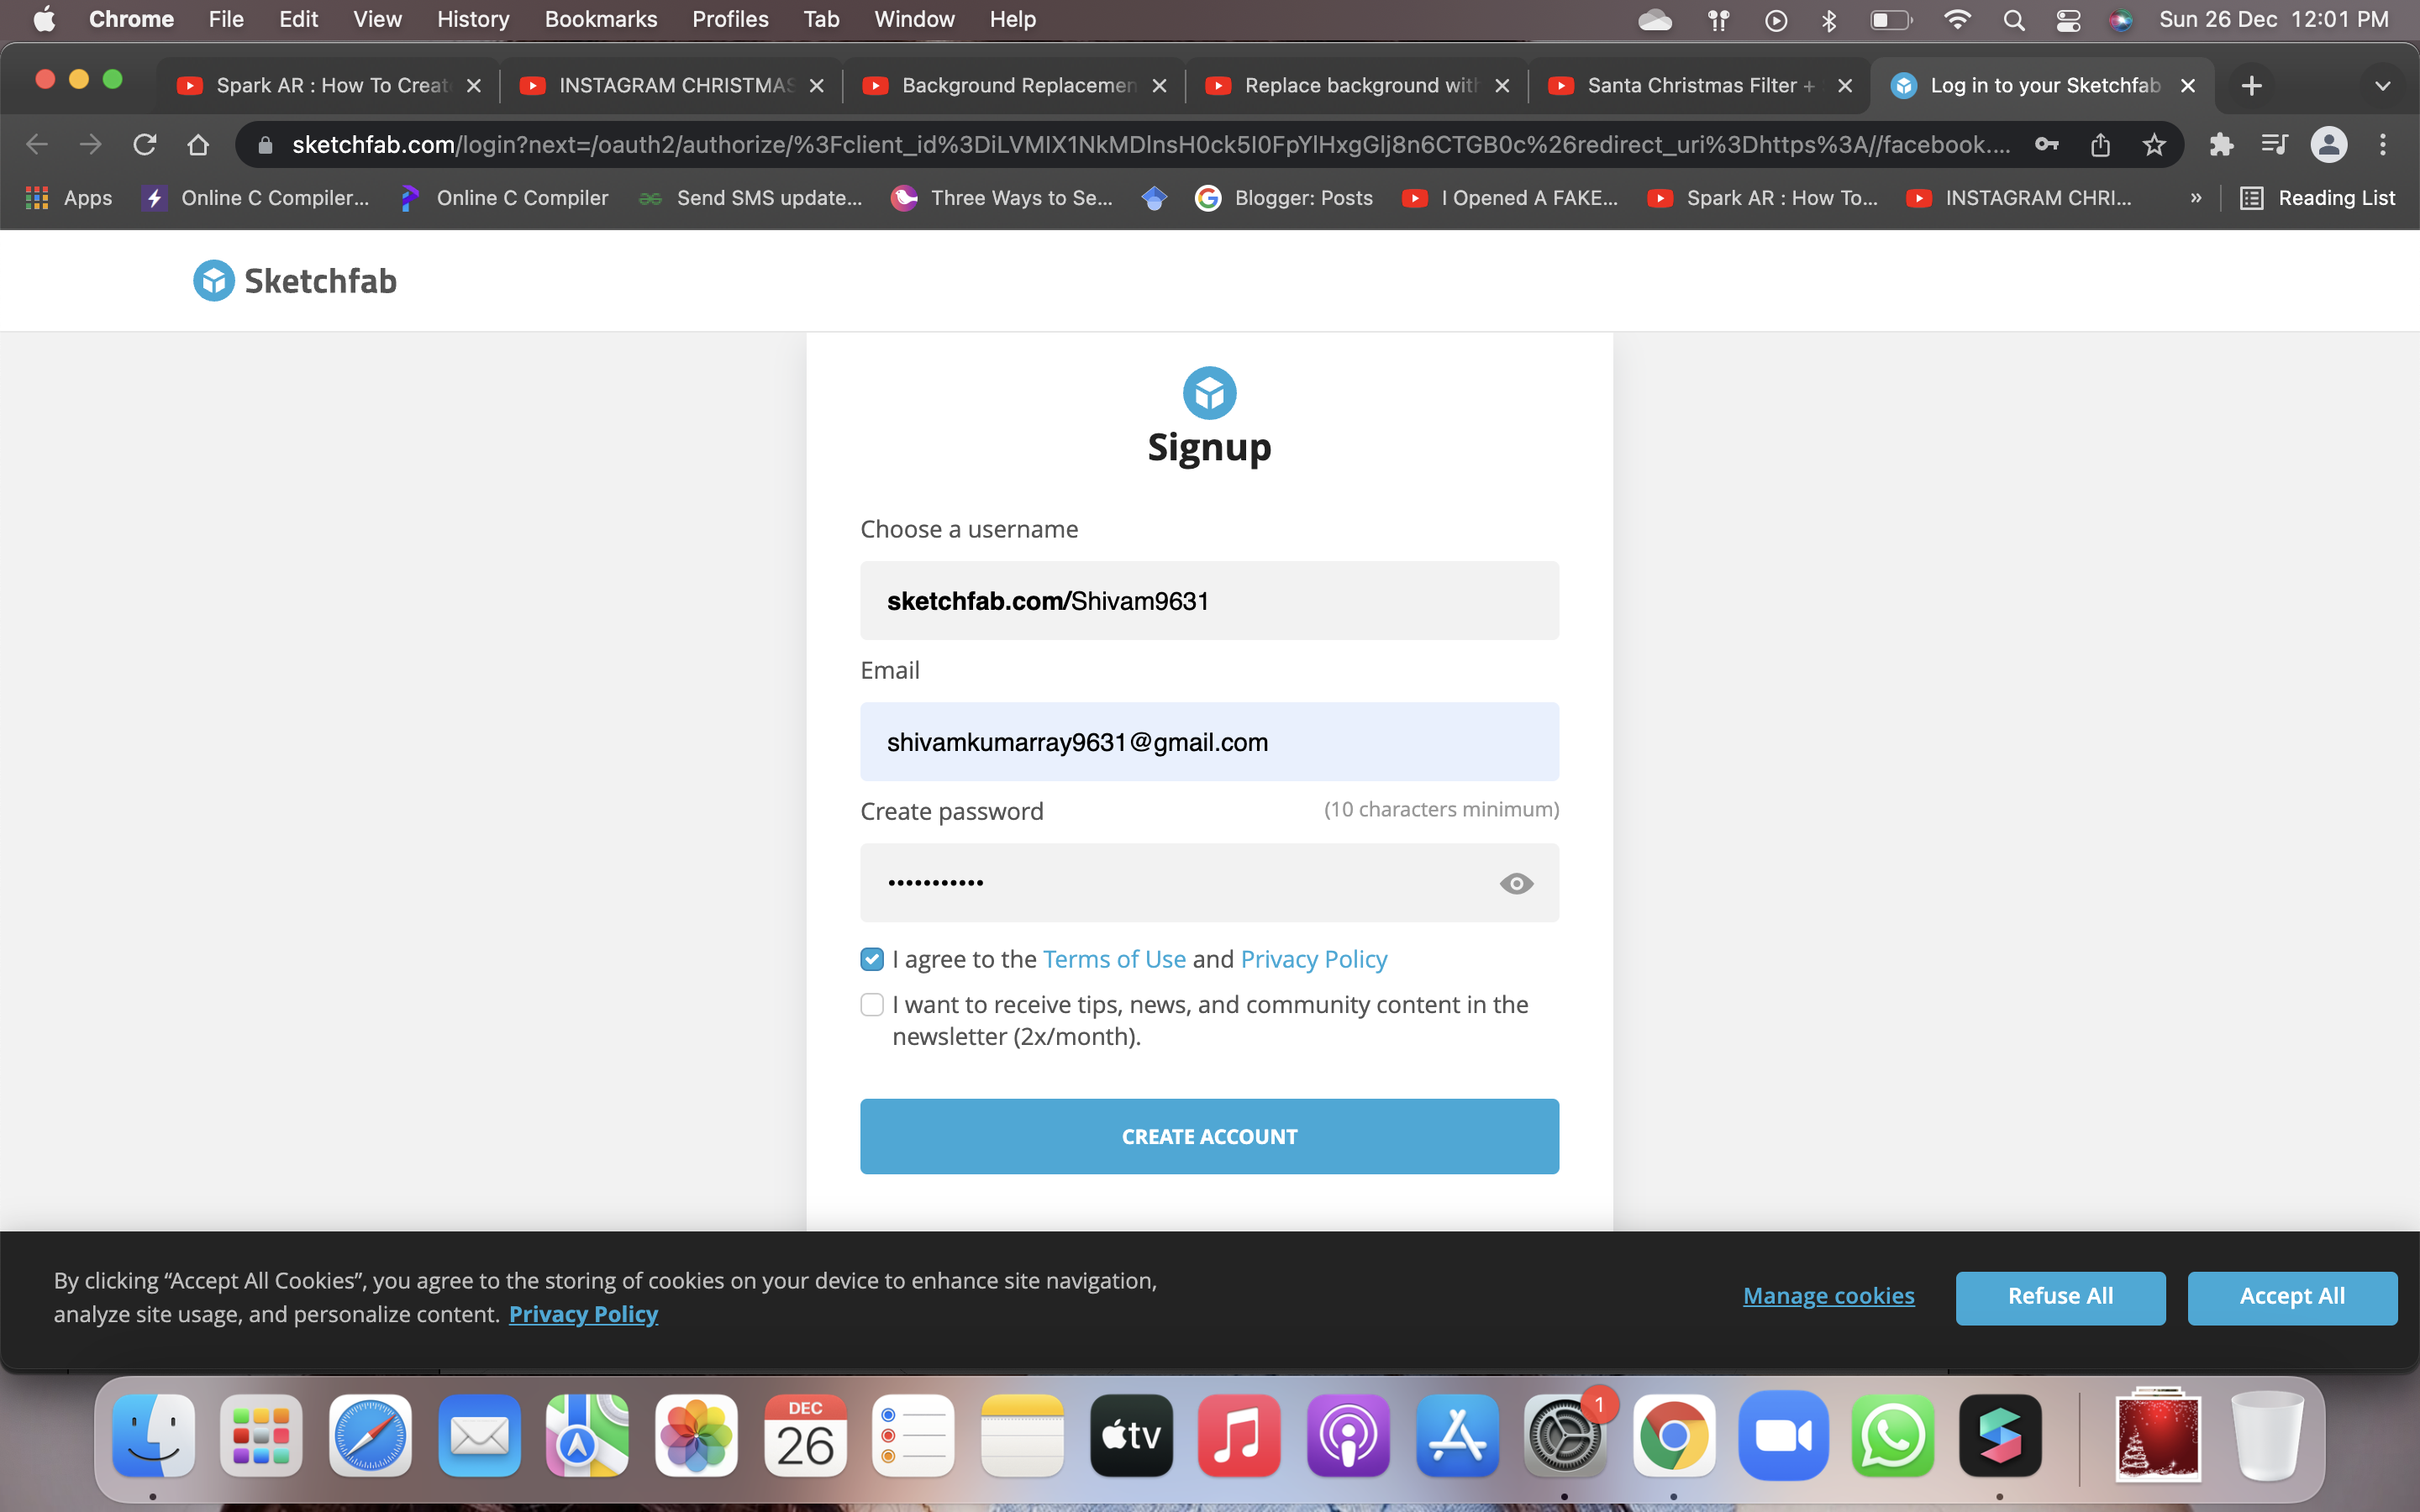 Chrome File Edit View History Bookmarks Profiles Tab Window Help Sun 26 Dec 12:01 PM
Spark AR : How To Creat INSTAGRAM CHRISTMAS Background Replacemen Replace background with Santa Christmas Filter + Log in to your Sketchfab
sketchfab.com/login?next=/oauth2/authorize/%3Fclient_id%3DiLVMIX1NkMDlnsH0ck5I0FpYlHxgGlj8n6CTGB0c%26redirect_uri%3Dhttps%3A//facebook....
Apps Online C Compiler... Online C Compiler Send SMS update... Three Ways to Se... Blogger: Posts I Opened A FAKE... Spark AR : How To... INSTAGRAM CHRI... » Reading List
Sketchfab
Signup
Choose a username
sketchfab.com/Shivam9631
Email
shivamkumarray9631@gmail.com
Create password (10 characters minimum)
•••••••••••
I agree to the Terms of Use and Privacy Policy
I want to receive tips, news, and community content in the
newsletter (2x/month).
CREATE ACCOUNT
By clicking “Accept All Cookies”, you agree to the storing of cookies on your device to enhance site navigation,
analyze site usage, and personalize content. Privacy Policy
Manage cookies Refuse All Accept All
DEC
26
tv
1